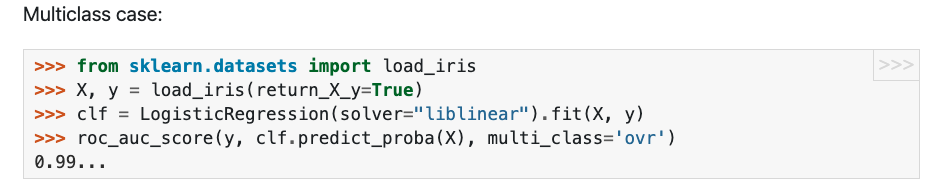 Multiclass case:
>>>
>>> from sklearn.datasets import load_iris
>>> X, y = load_iris(return_X_y=True)
>>> clf = LogisticRegression(solver="liblinear").fit(X, y)
>>> roc_auc_score(y, clf.predict_proba(X), multi_class='ovr')
0.99...